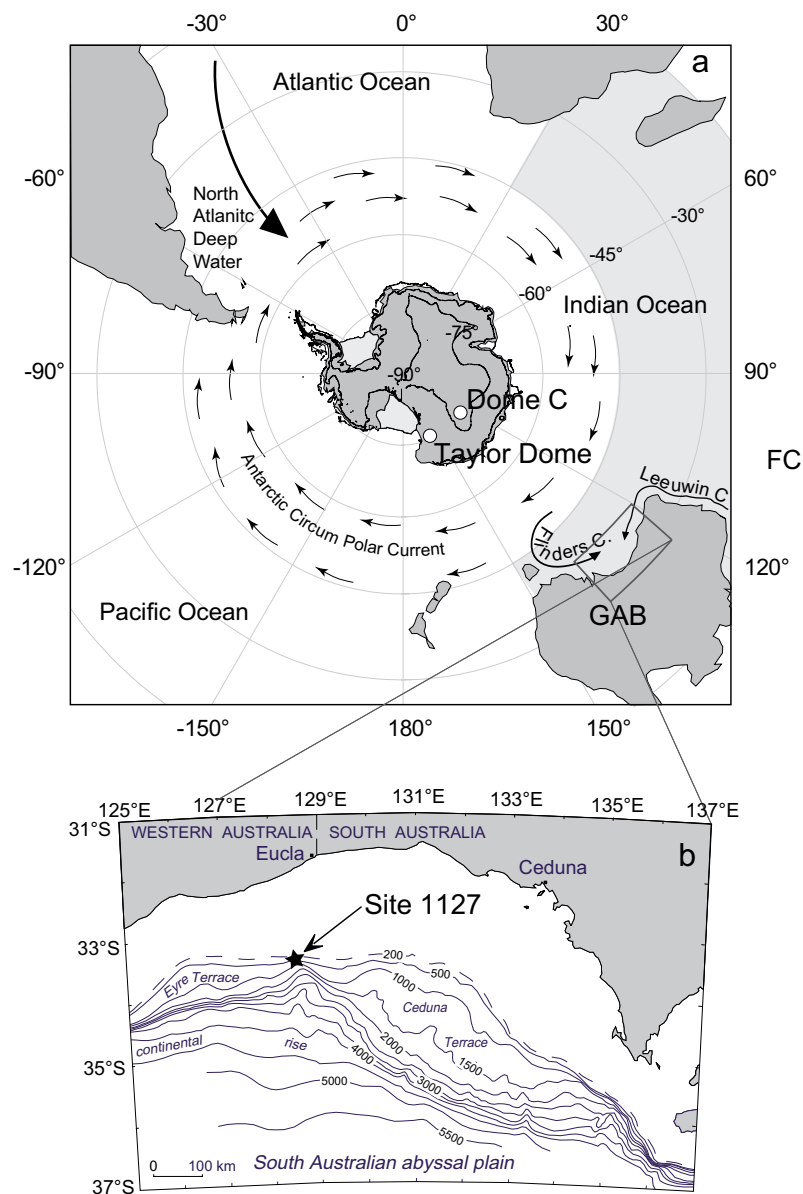 -30°
0°
30°
a
Atlantic Ocean
-60°
60°
North
Atlanitc
Deep
Water
-30°
-45°
-60°
Indian Ocean
-75°
-90°
-90°
90°
Dome C
Taylor Dome
FC
Leeuwin C
Antarctic Circum Polar Current
Flinders C.
-120°
120°
Pacific Ocean
GAB
-150°
180°
150°
125°E
127°E
129°E
131°E
133°E
135°E
137°E
31°S
WESTERN AUSTRALIA
SOUTH AUSTRALIA
b
Eucla
Ceduna
Site 1127
33°S
200
500
Eyre Terrace
1000
Ceduna
Terrace
continental
rise
2000
1500
4000
3000
35°S
5000
5500
0
100 km
South Australian abyssal plain
37°S